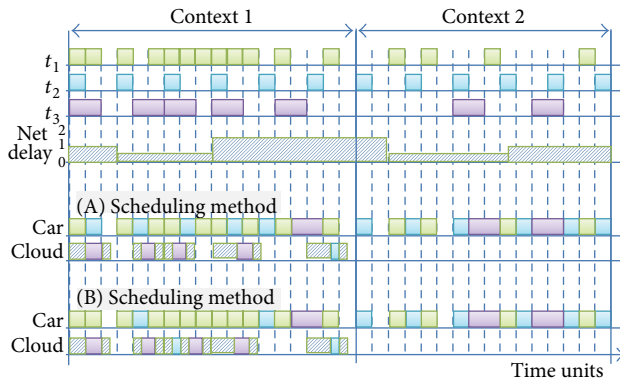 Context 1 Context 2
t1
t2
t3
Net delay 2 1 0
(A) Scheduling method
Car
Cloud
(B) Scheduling method
Car
Cloud
Time units